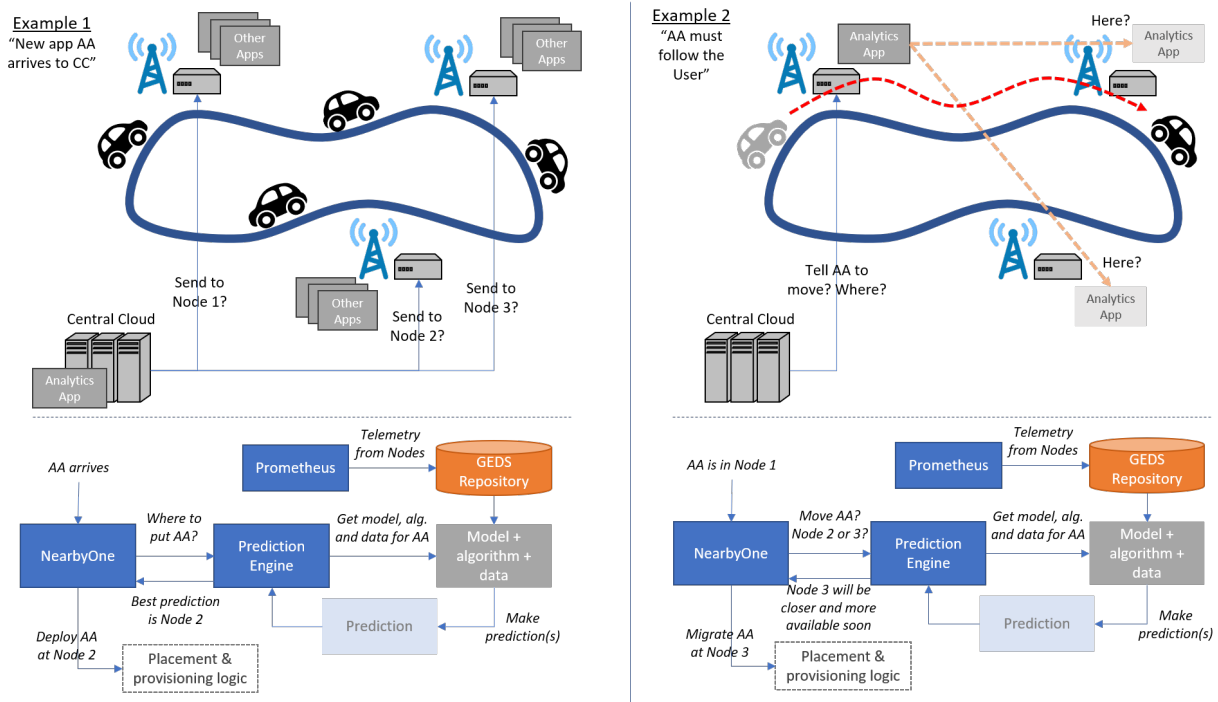 Example 1
“New app AA
arrives to CC”
Other
Apps
Other
Apps
Send to
Node 1?
Other
Apps
Send to
Node 2?
Send to
Node 3?
Central Cloud
Analytics
App
AA arrives
Prometheus
Telemetry
from Nodes
GEDS
Repository
NearbyOne
Where to
put AA?
Prediction
Engine
Get model, alg.
and data for AA
Model +
algorithm +
data
Best prediction
is Node 2
Prediction
Make
prediction(s)
Deploy AA
at Node 2
Placement &
provisioning logic
Example 2
“AA must
follow the
User”
Analytics
App
Here?
Analytics
App
Tell AA to
move? Where?
Here?
Analytics
App
Central Cloud
AA is in Node 1
Prometheus
Telemetry
from Nodes
GEDS
Repository
NearbyOne
Move AA?
Node 2 or 3?
Prediction
Engine
Get model, alg.
and data for AA
Model +
algorithm +
data
Node 3 will be
closer and more
available soon
Prediction
Make
prediction(s)
Migrate AA
at Node 3
Placement &
provisioning logic